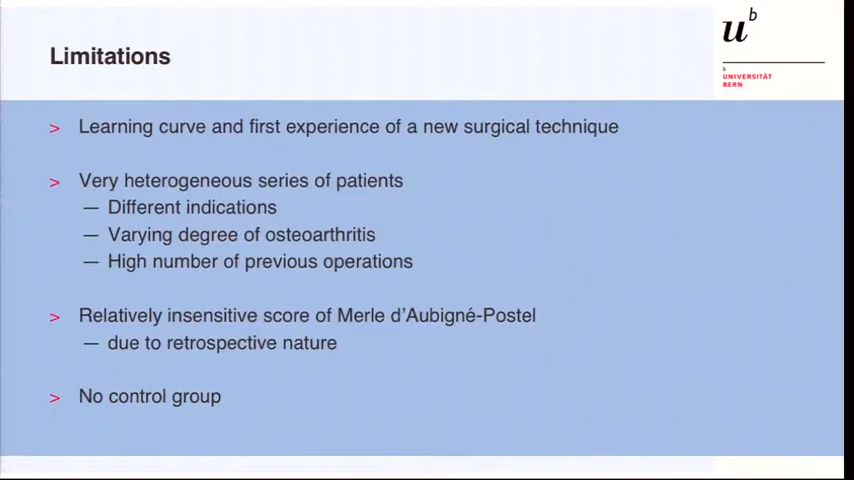 Limitations
u^b
b
UNIVERSITÄT
BERN
> Learning curve and first experience of a new surgical technique
> Very heterogeneous series of patients
— Different indications
— Varying degree of osteoarthritis
— High number of previous operations
> Relatively insensitive score of Merle d'Aubigné-Postel
— due to retrospective nature
> No control group